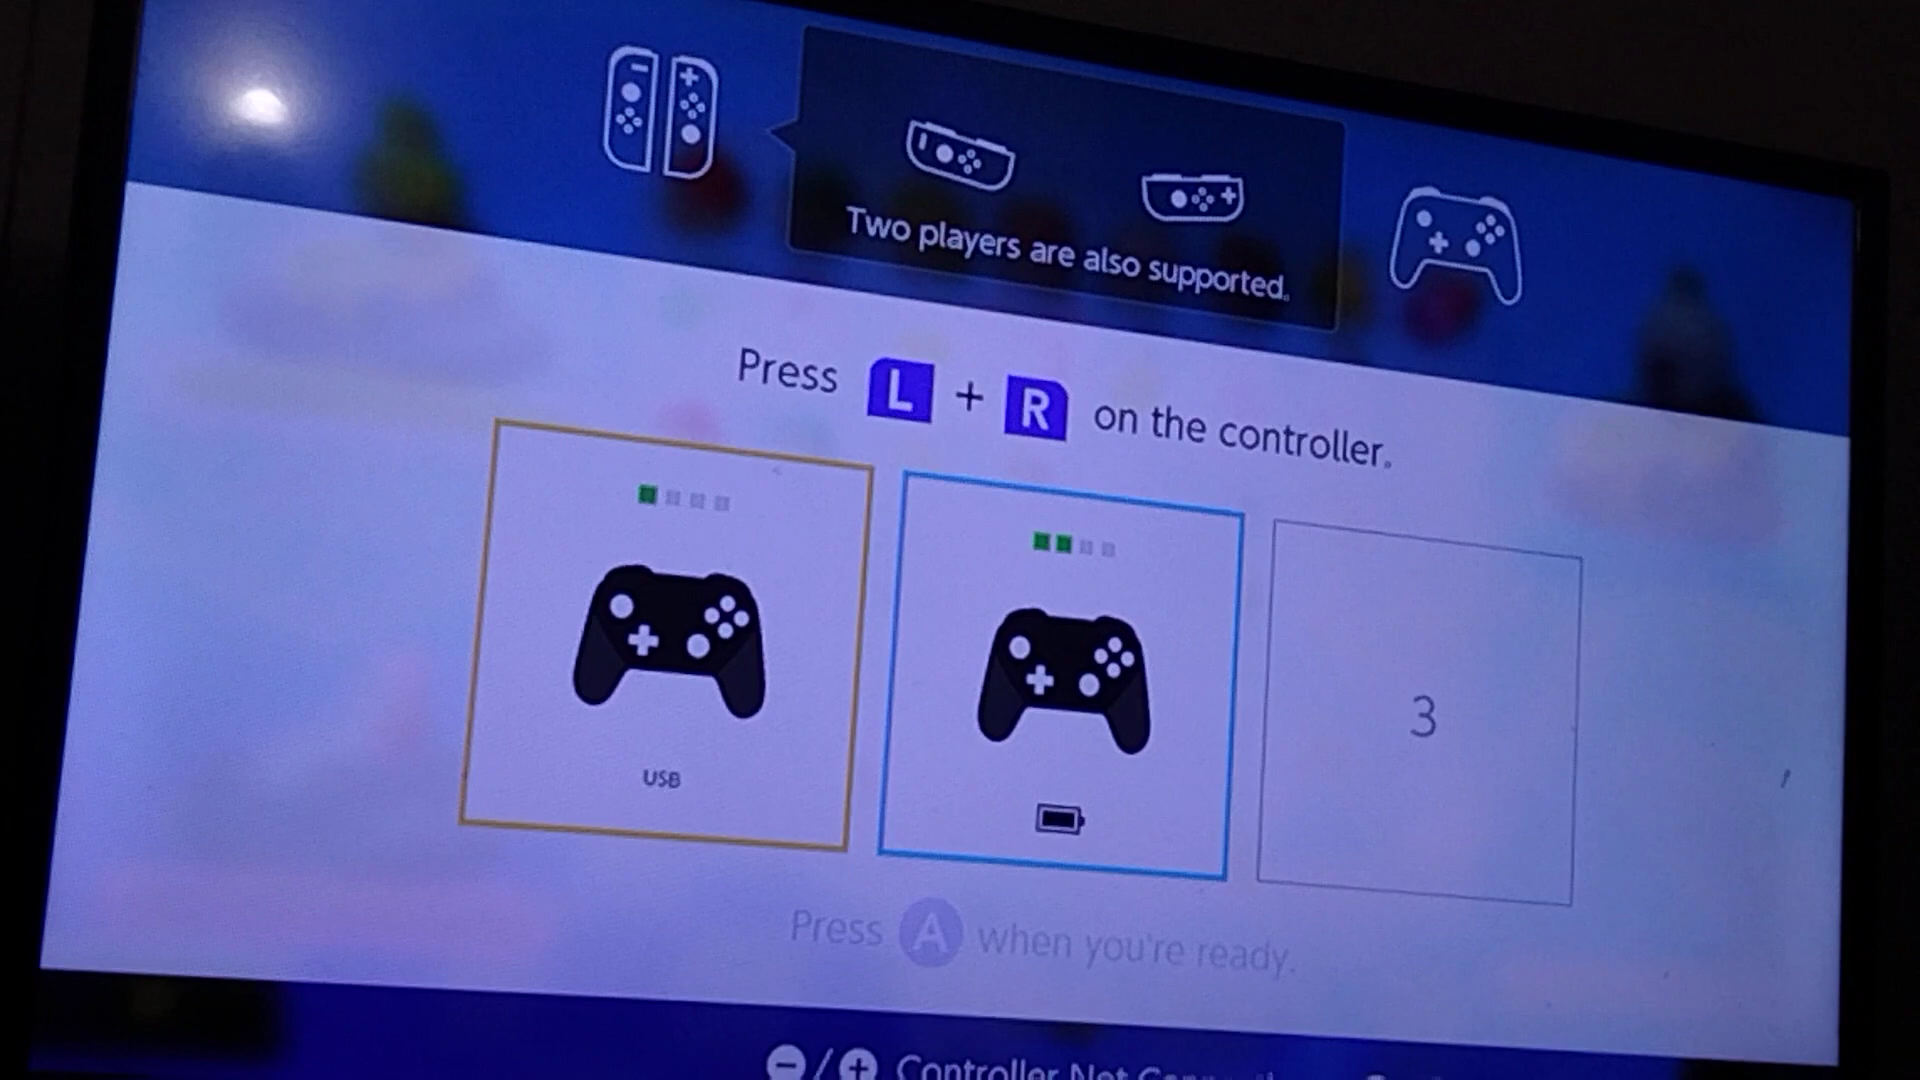 Two players are also supported.
Press L + R on the controller.
USB
3
Press A when you're ready.
Controller Not